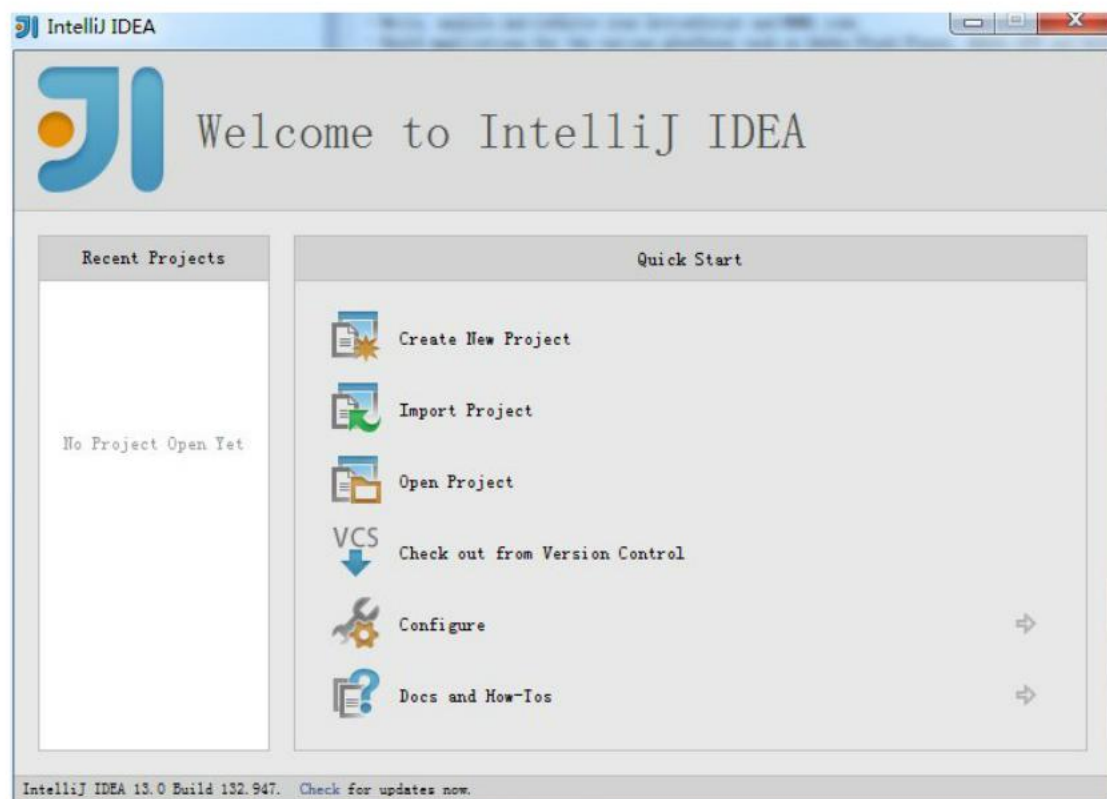 IntelliJ IDEA
Welcome to IntelliJ IDEA
Recent Projects
No Project Open Yet
Quick Start
Create New Project
Import Project
Open Project
VCS
Check out from Version Control
Configure
Docs and How-Tos
IntelliJ IDEA 13.0 Build 132.947. Check for updates now.